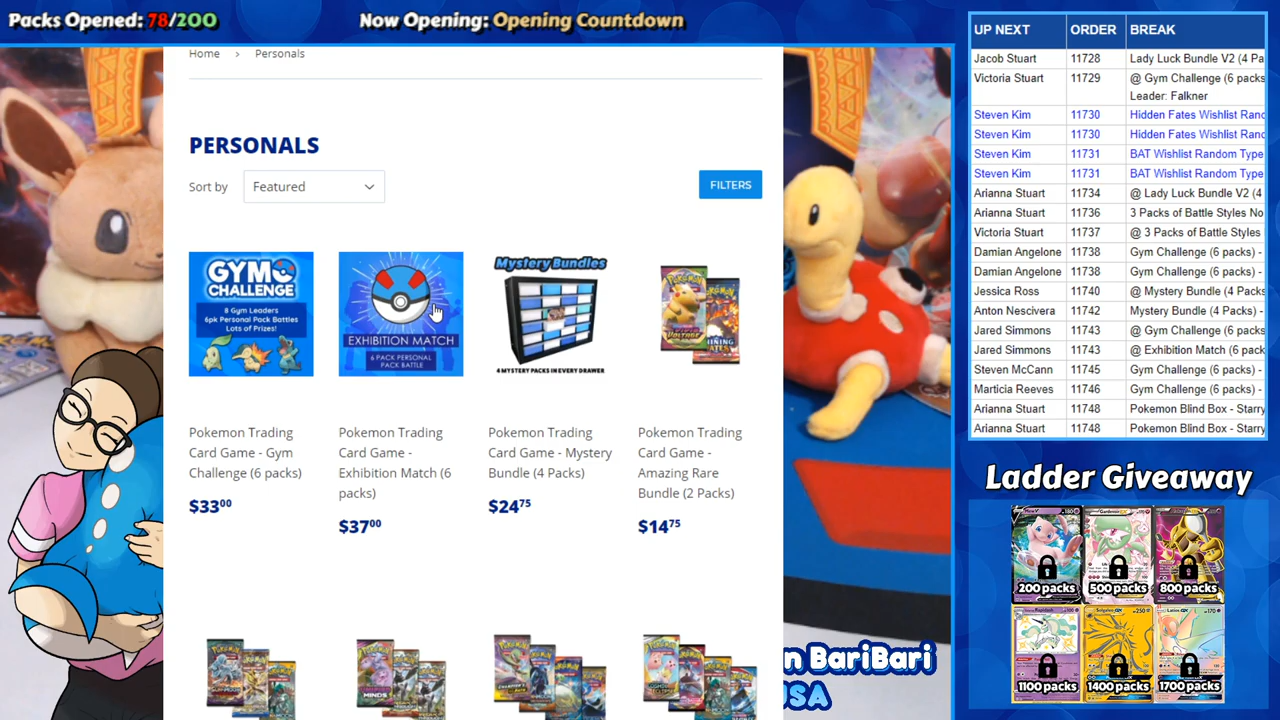 Packs Opened: 78/200
Now Opening: Opening Countdown
Home › Personals
PERSONALS
Sort by Featured
FILTERS
GYM
CHALLENGE
8 Gym Leaders
6pk Personal Pack Battles
Lots of Prizes!
EXHIBITION MATCH
6 PACK PERSONAL
PACK BATTLE
Mystery Bundles
4 MYSTERY PACKS IN EVERY DRAWER
Pokemon Trading
Card Game - Gym
Challenge (6 packs)
$33⁰⁰
Pokemon Trading
Card Game -
Exhibition Match (6
packs)
$37⁰⁰
Pokemon Trading
Card Game - Mystery
Bundle (4 Packs)
$24⁷⁵
Pokemon Trading
Card Game -
Amazing Rare
Bundle (2 Packs)
$14⁷⁵
n BariBari
USA
UP NEXT ORDER BREAK
Jacob Stuart 11728 Lady Luck Bundle V2 (4 Pa
Victoria Stuart 11729 @ Gym Challenge (6 packs
Leader: Falkner
Steven Kim 11730 Hidden Fates Wishlist Rand
Steven Kim 11730 Hidden Fates Wishlist Rand
Steven Kim 11731 BAT Wishlist Random Type
Steven Kim 11731 BAT Wishlist Random Type
Arianna Stuart 11734 @ Lady Luck Bundle V2 (4
Arianna Stuart 11736 3 Packs of Battle Styles No
Victoria Stuart 11737 @ 3 Packs of Battle Styles
Damian Angelone 11738 Gym Challenge (6 packs) -
Damian Angelone 11738 Gym Challenge (6 packs) -
Jessica Ross 11740 @ Mystery Bundle (4 Packs
Anton Nescivera 11742 Mystery Bundle (4 Packs) -
Jared Simmons 11743 @ Gym Challenge (6 packs
Jared Simmons 11743 @ Exhibition Match (6 pack
Steven McCann 11745 Gym Challenge (6 packs) -
Marticia Reeves 11746 Gym Challenge (6 packs) -
Arianna Stuart 11748 Pokemon Blind Box - Starry
Arianna Stuart 11748 Pokemon Blind Box - Starry
Ladder Giveaway
200 packs
500 packs
800 packs
1100 packs
1400 packs
1700 packs